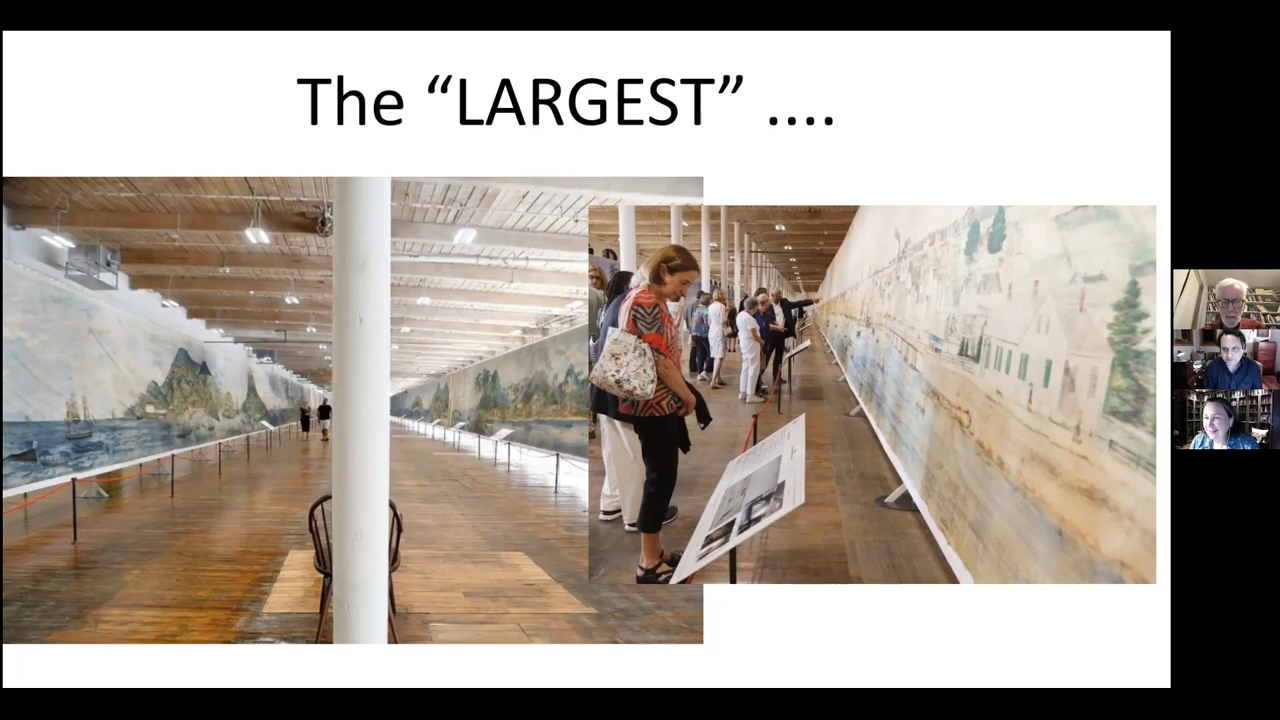 The “LARGEST” ....